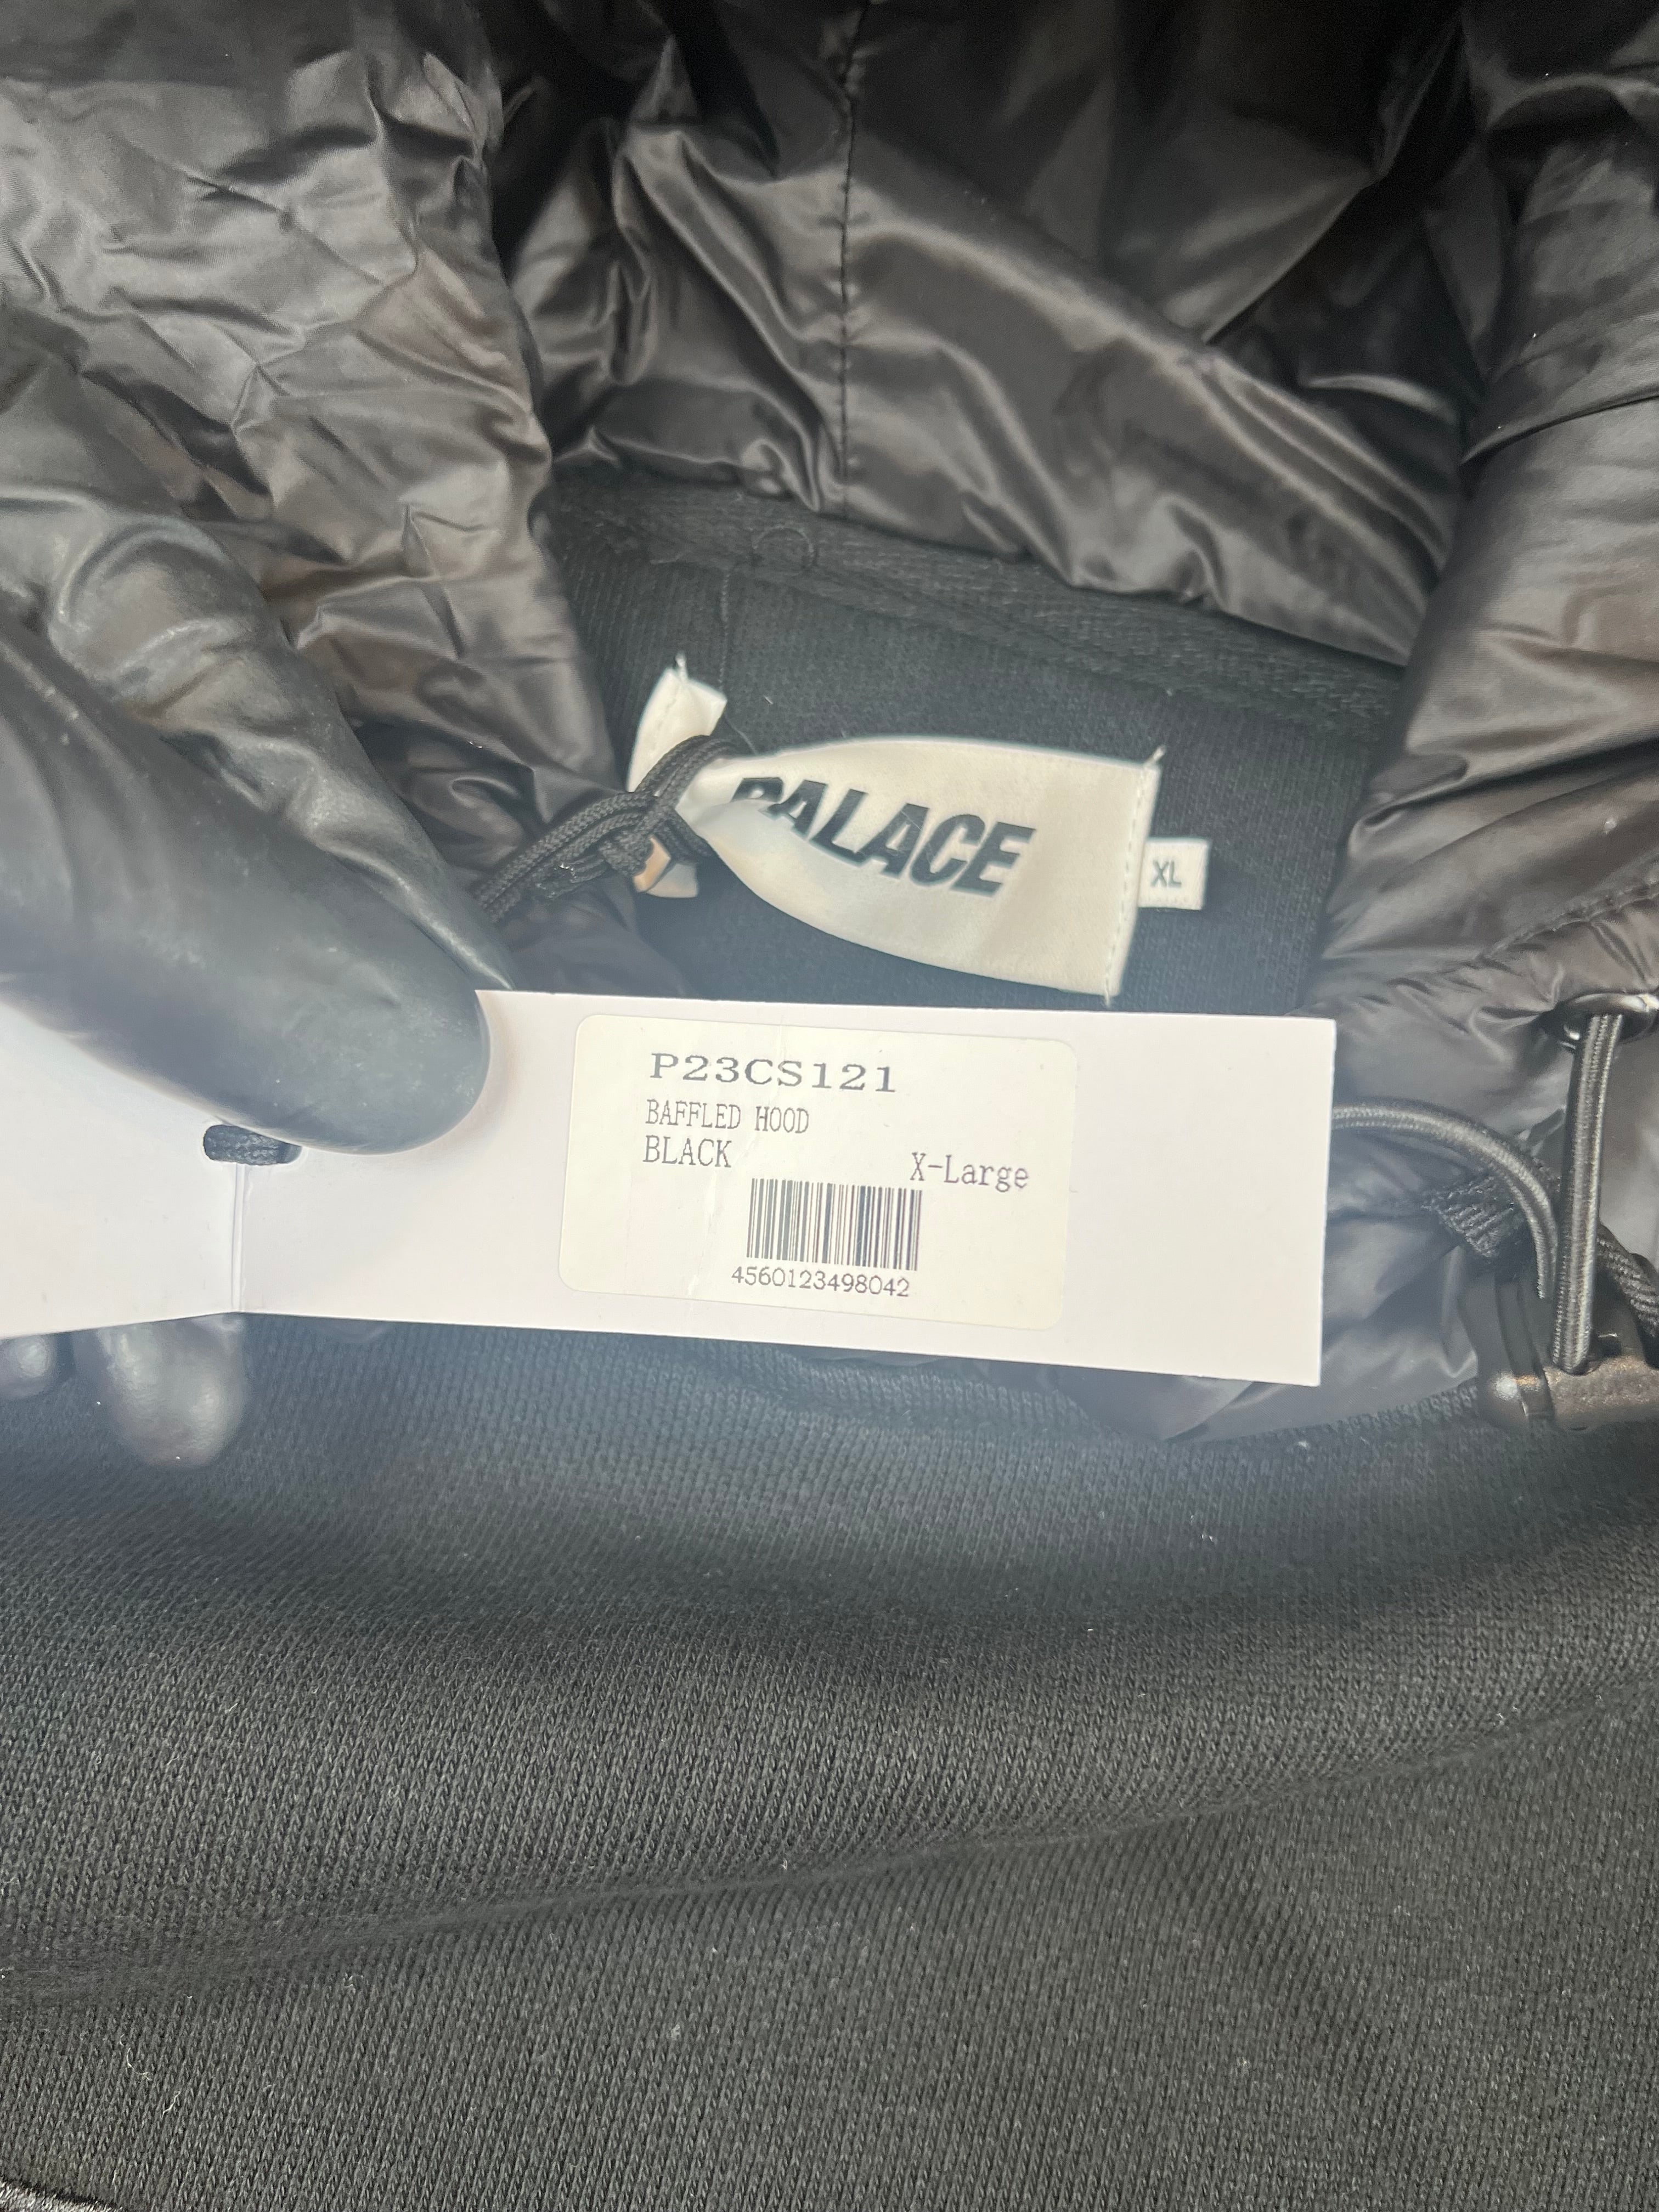 PALACE
XL
P23CS121
BAFFLED HOOD
BLACK X-Large
4560123498042